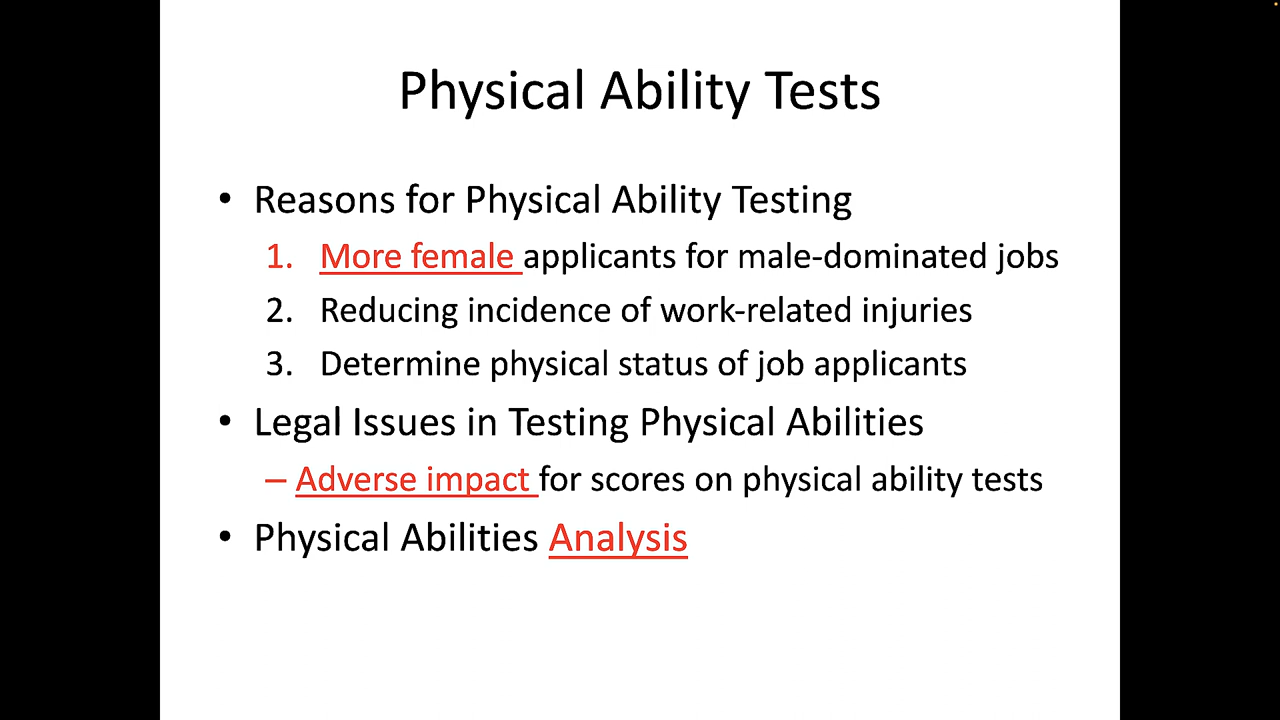 Physical Ability Tests
• Reasons for Physical Ability Testing
1. More female applicants for male-dominated jobs
2. Reducing incidence of work-related injuries
3. Determine physical status of job applicants
• Legal Issues in Testing Physical Abilities
– Adverse impact for scores on physical ability tests
• Physical Abilities Analysis